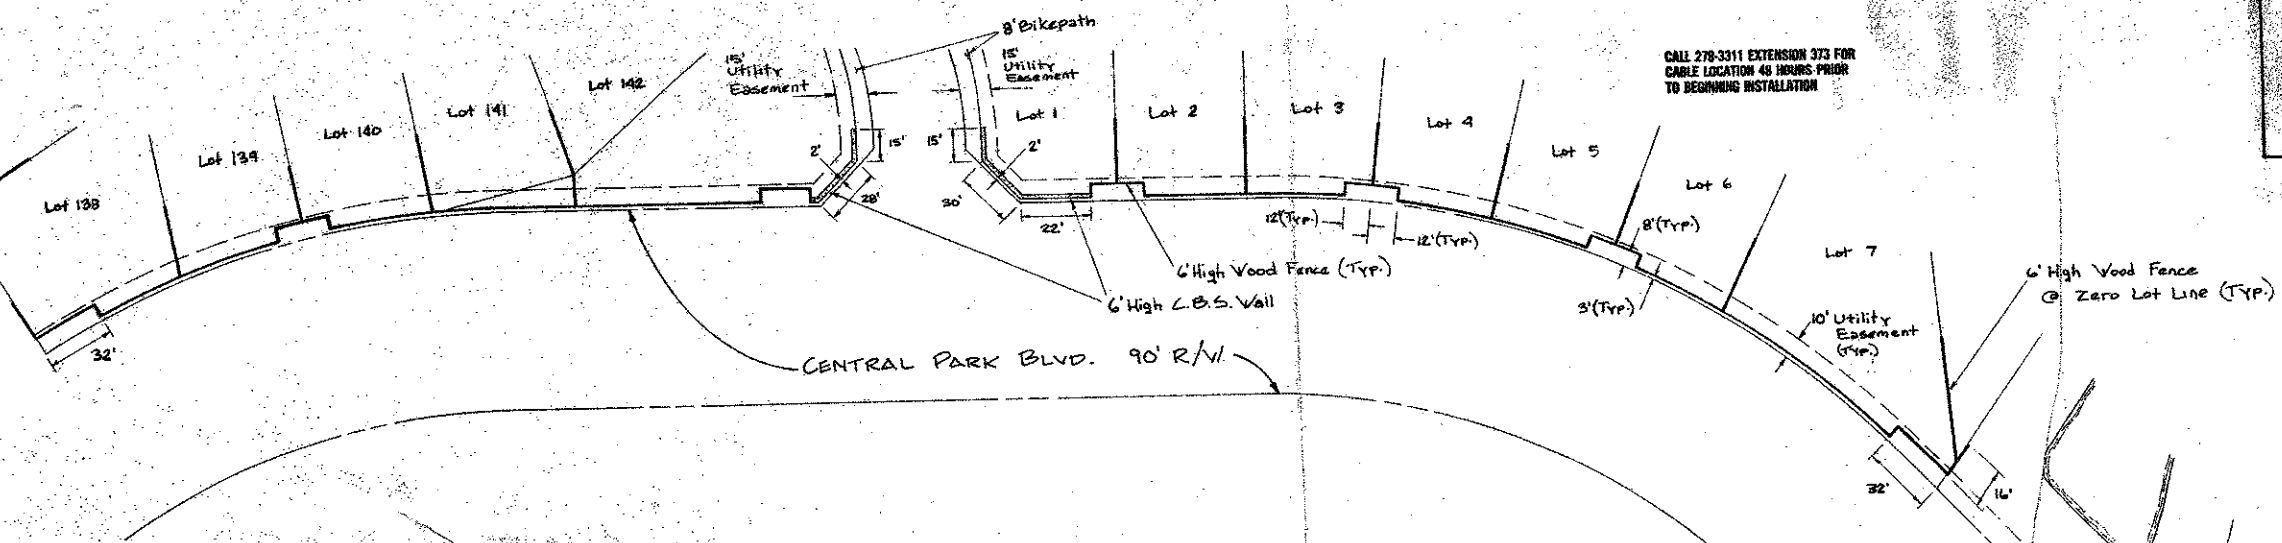 8' Bikepath
15'
Utility
Easement
15'
Utility
Easement
CALL 278-3311 EXTENSION 373 FOR
CABLE LOCATION 48 HOURS PRIOR
TO BEGINNING INSTALLATION
Lot 138
Lot 139
Lot 140
Lot 141
Lot 142
Lot 1
Lot 2
Lot 3
Lot 4
Lot 5
Lot 6
Lot 7
2'
15'
15'
2'
28'
30'
22'
12'(Typ.)
12'(Typ.)
8'(Typ.)
3'(Typ.)
6' High Wood Fence (Typ.)
6' High C.B.S. Wall
6' High Wood Fence
@ Zero Lot Line (Typ.)
10' Utility
Easement
(Typ.)
32'
CENTRAL PARK BLVD. 90' R/W
32'
16'